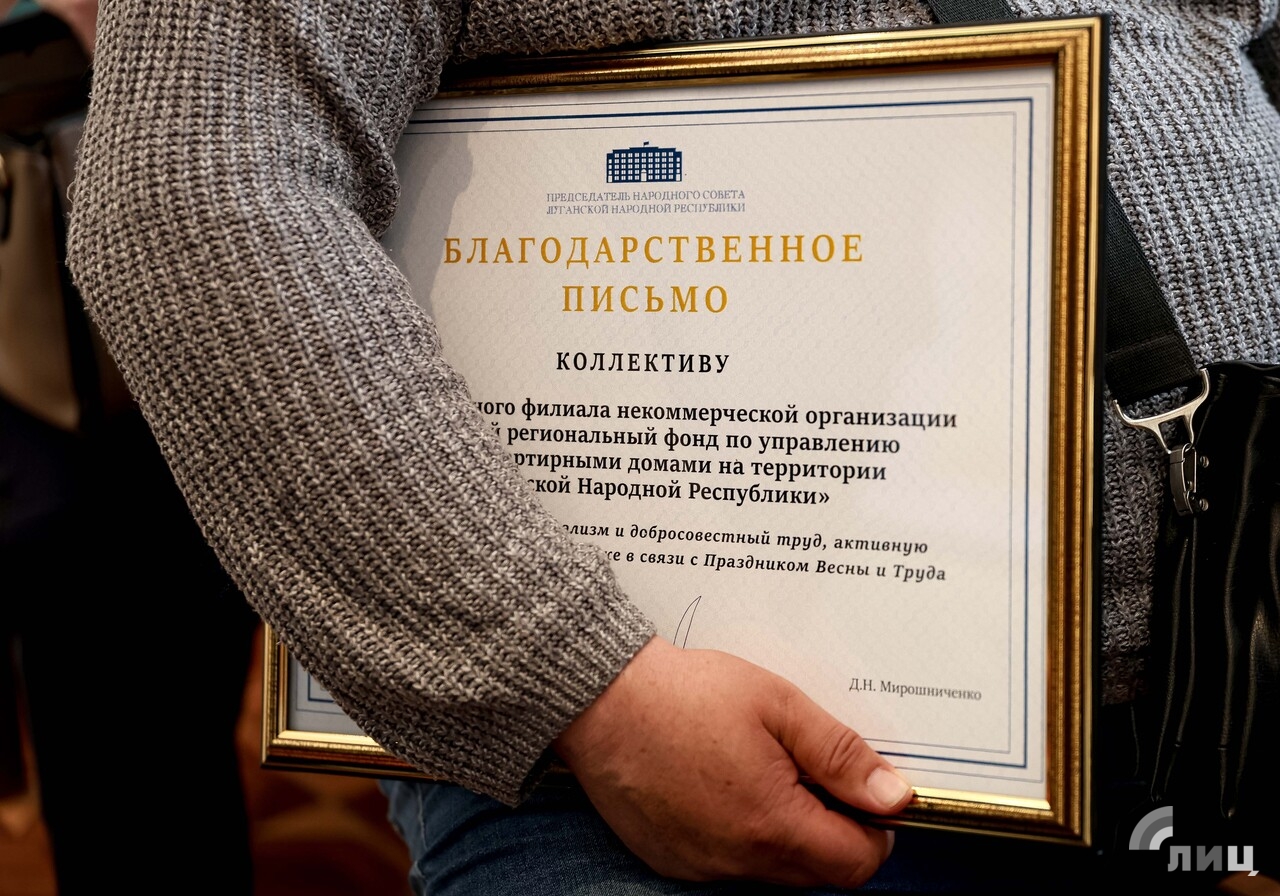 ПРЕДСЕДАТЕЛЬ НАРОДНОГО СОВЕТА
ЛУГАНСКОЙ НАРОДНОЙ РЕСПУБЛИКИ
БЛАГОДАРСТВЕННОЕ
ПИСЬМО
КОЛЛЕКТИВУ
филиала некоммерческой организации
региональный фонд по управлению
домами на территории
Народной Республики»
и добросовестный труд, активную
в связи с Праздником Весны и Труда
Д.Н. Мирошниченко
ЛИЦ